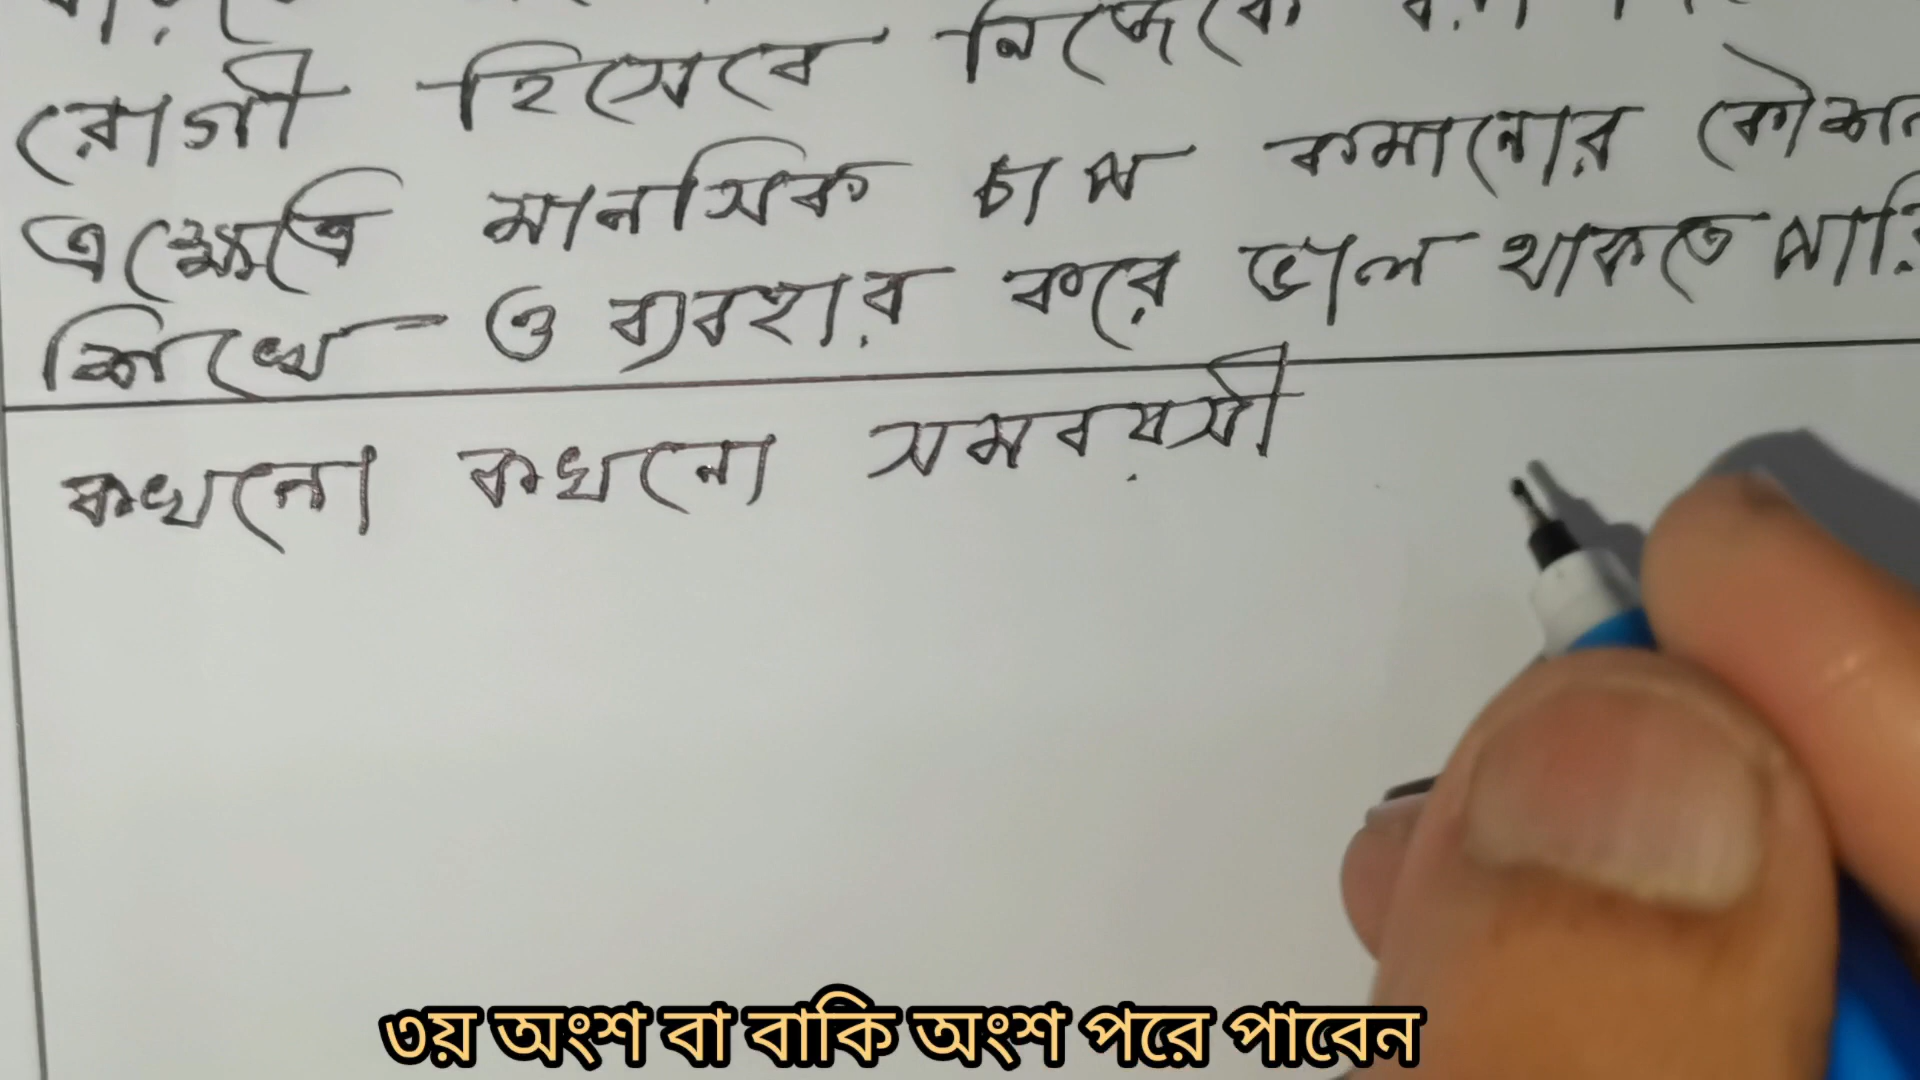 রোগী হিসেবে নিজেকে
এক্ষেত্রে মানসিক চাপ কমানোর কৌশল
শিখে ও ব্যবহার করে ভাল থাকতে পারি
কখনো কখনো সমবয়সী
৩য় অংশ বা বাকি অংশ পরে পাবেন